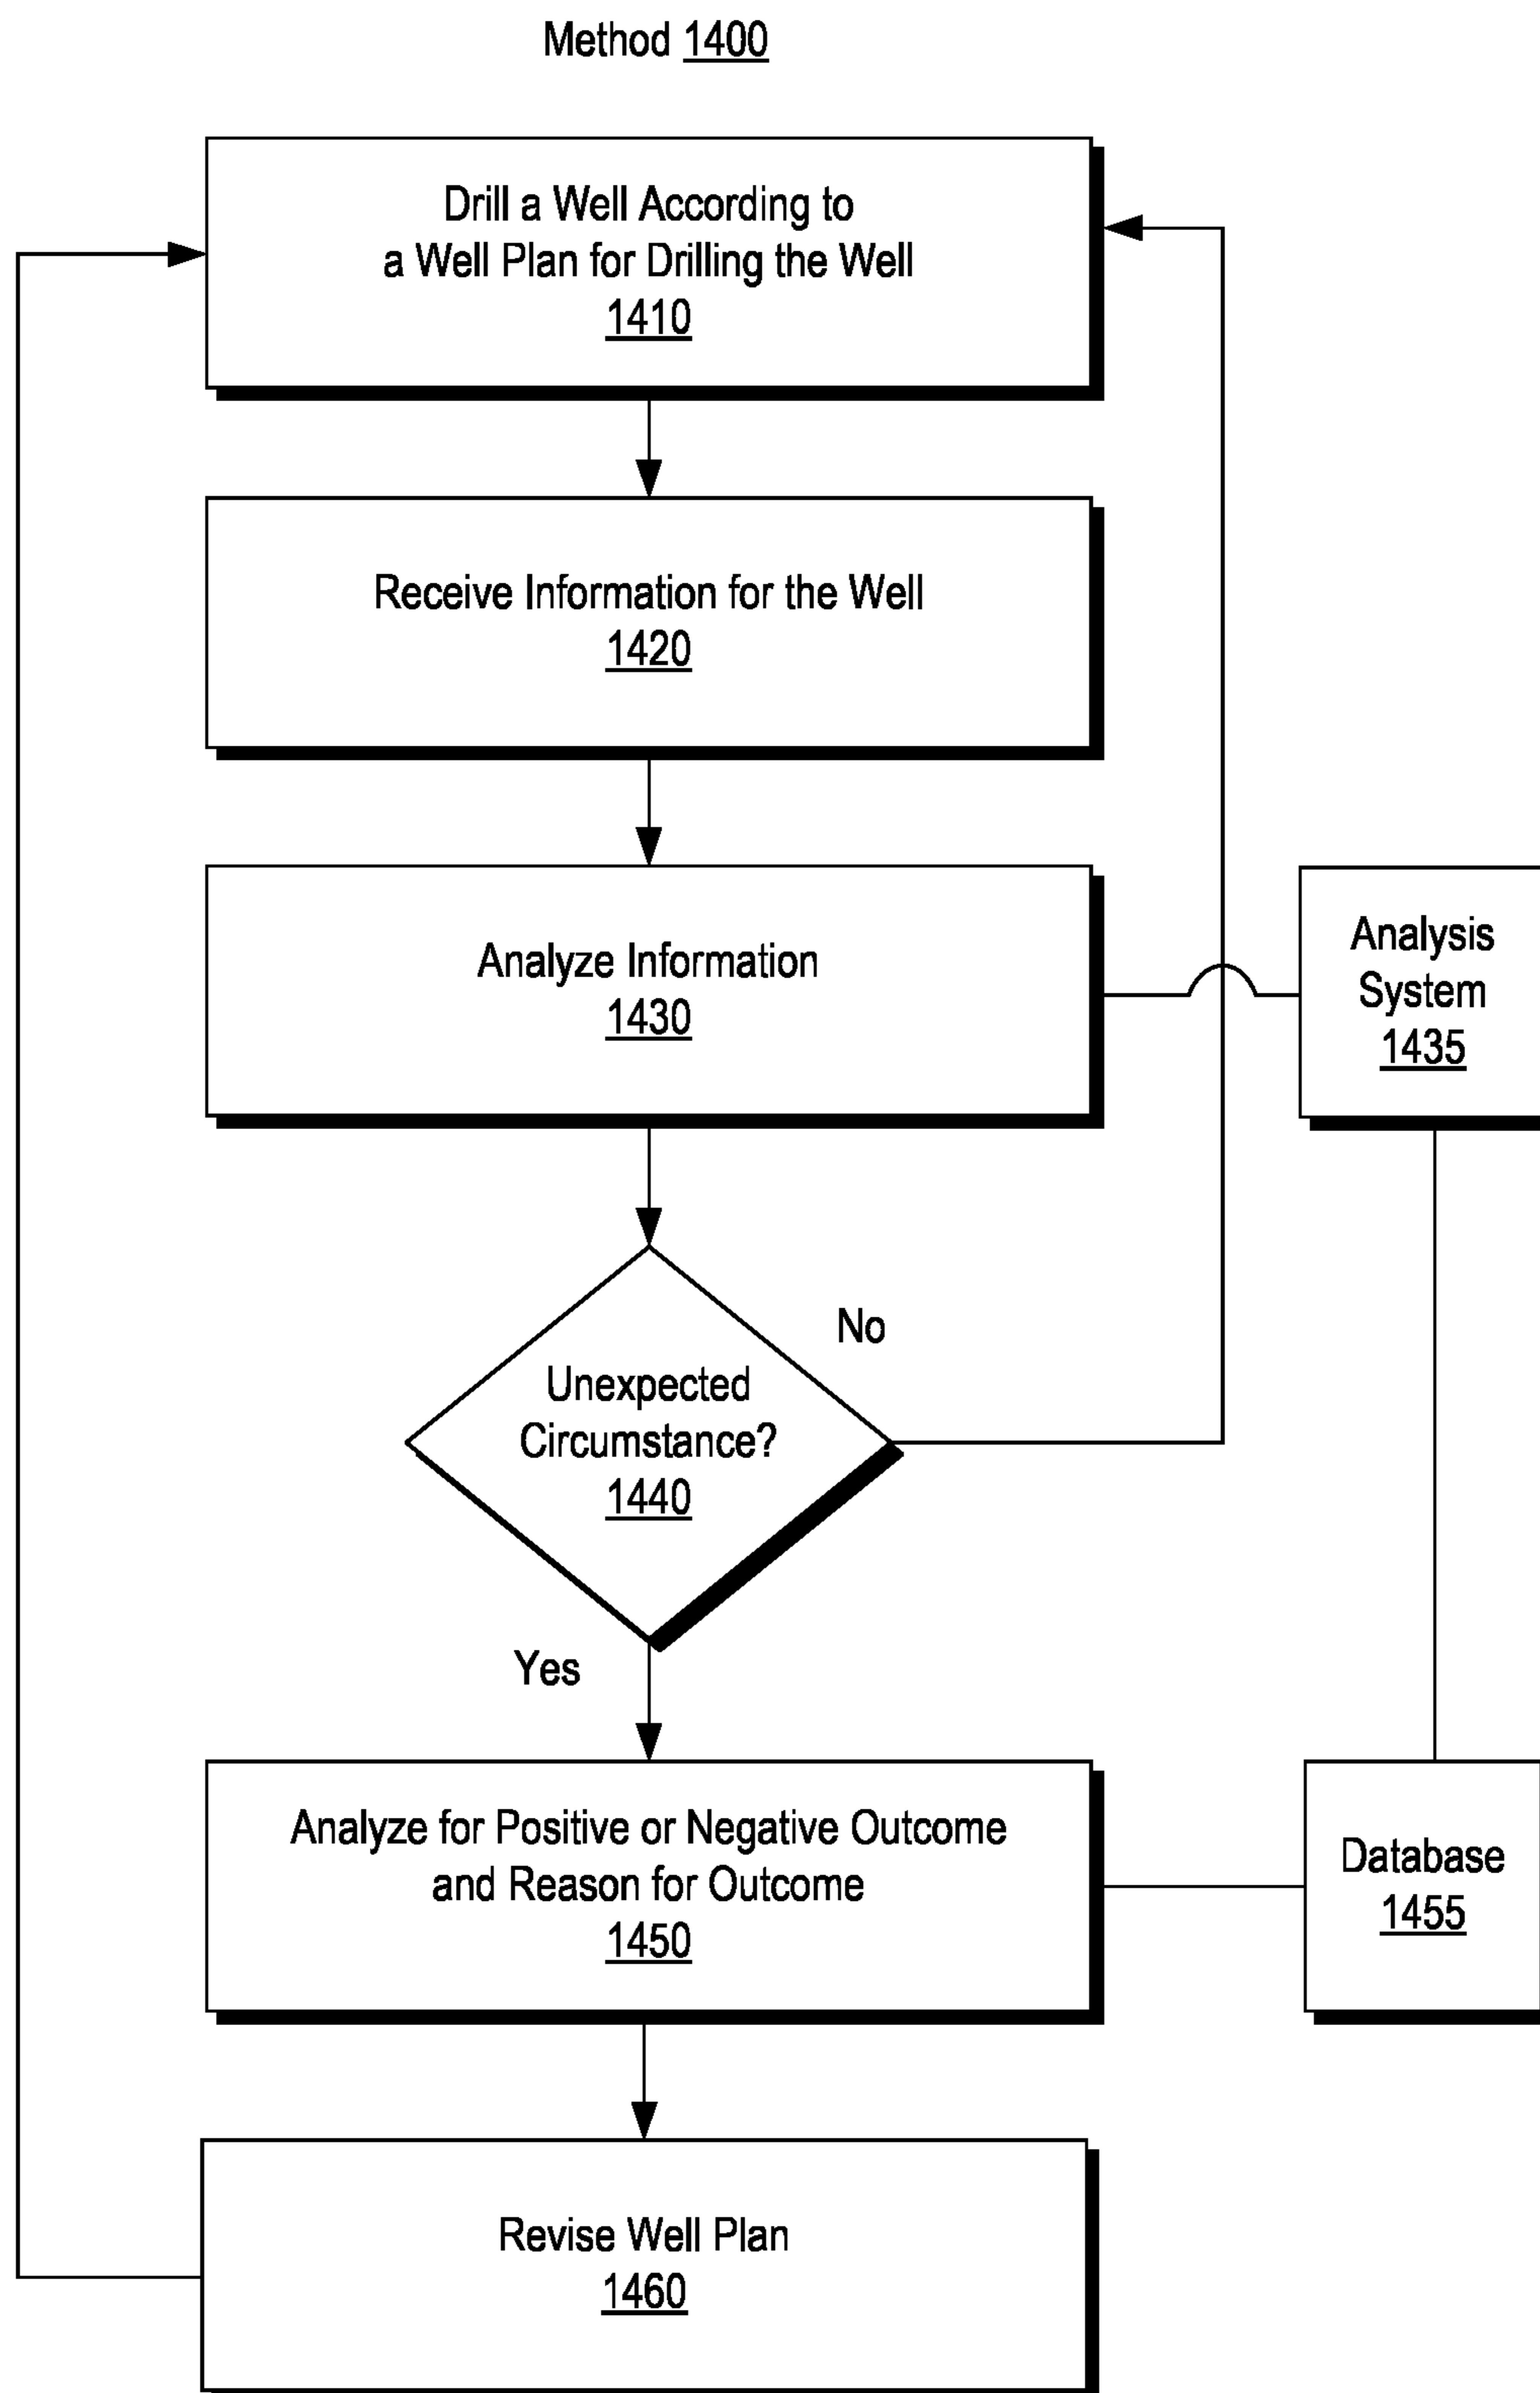 Method 1400
Drill a Well According to
a Well Plan for Drilling the Well
1410
Receive Information for the Well
1420
Analyze Information
1430
Analysis
System
1435
No
Unexpected
Circumstance?
1440
Yes
Analyze for Positive or Negative Outcome
and Reason for Outcome
1450
Database
1455
Revise Well Plan
1460